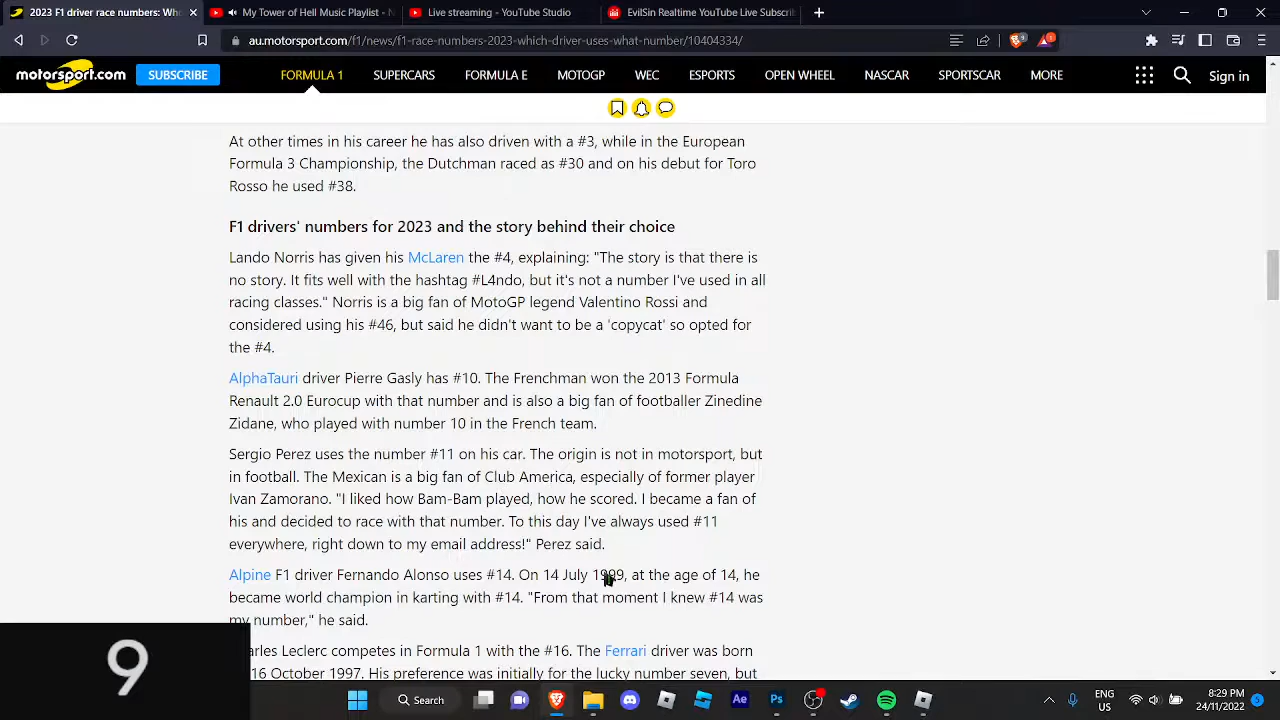 2023 F1 driver race numbers: Who
My Tower of Hell Music Playlist - N
Live streaming - YouTube Studio
EvilSin Realtime YouTube Live Subscrib
au.motorsport.com/f1/news/f1-race-numbers-2023-which-driver-uses-what-number/10404334/
motorsport.com
SUBSCRIBE
FORMULA 1 SUPERCARS FORMULA E MOTOGP WEC ESPORTS OPEN WHEEL NASCAR SPORTSCAR MORE
Sign in
At other times in his career he has also driven with a #3, while in the European
Formula 3 Championship, the Dutchman raced as #30 and on his debut for Toro
Rosso he used #38.
F1 drivers' numbers for 2023 and the story behind their choice
Lando Norris has given his McLaren the #4, explaining: "The story is that there is
no story. It fits well with the hashtag #L4ndo, but it's not a number I've used in all
racing classes." Norris is a big fan of MotoGP legend Valentino Rossi and
considered using his #46, but said he didn't want to be a 'copycat' so opted for
the #4.
AlphaTauri driver Pierre Gasly has #10. The Frenchman won the 2013 Formula
Renault 2.0 Eurocup with that number and is also a big fan of footballer Zinedine
Zidane, who played with number 10 in the French team.
Sergio Perez uses the number #11 on his car. The origin is not in motorsport, but
in football. The Mexican is a big fan of Club America, especially of former player
Ivan Zamorano. "I liked how Bam-Bam played, how he scored. I became a fan of
his and decided to race with that number. To this day I've always used #11
everywhere, right down to my email address!" Perez said.
Alpine F1 driver Fernando Alonso uses #14. On 14 July 1999, at the age of 14, he
became world champion in karting with #14. "From that moment I knew #14 was
my number," he said.
harles Leclerc competes in Formula 1 with the #16. The Ferrari driver was born
16 October 1997. His preference was initially for the lucky number seven, but
9
Search
Ae
Ps
ENG
US
8:29 PM
24/11/2022